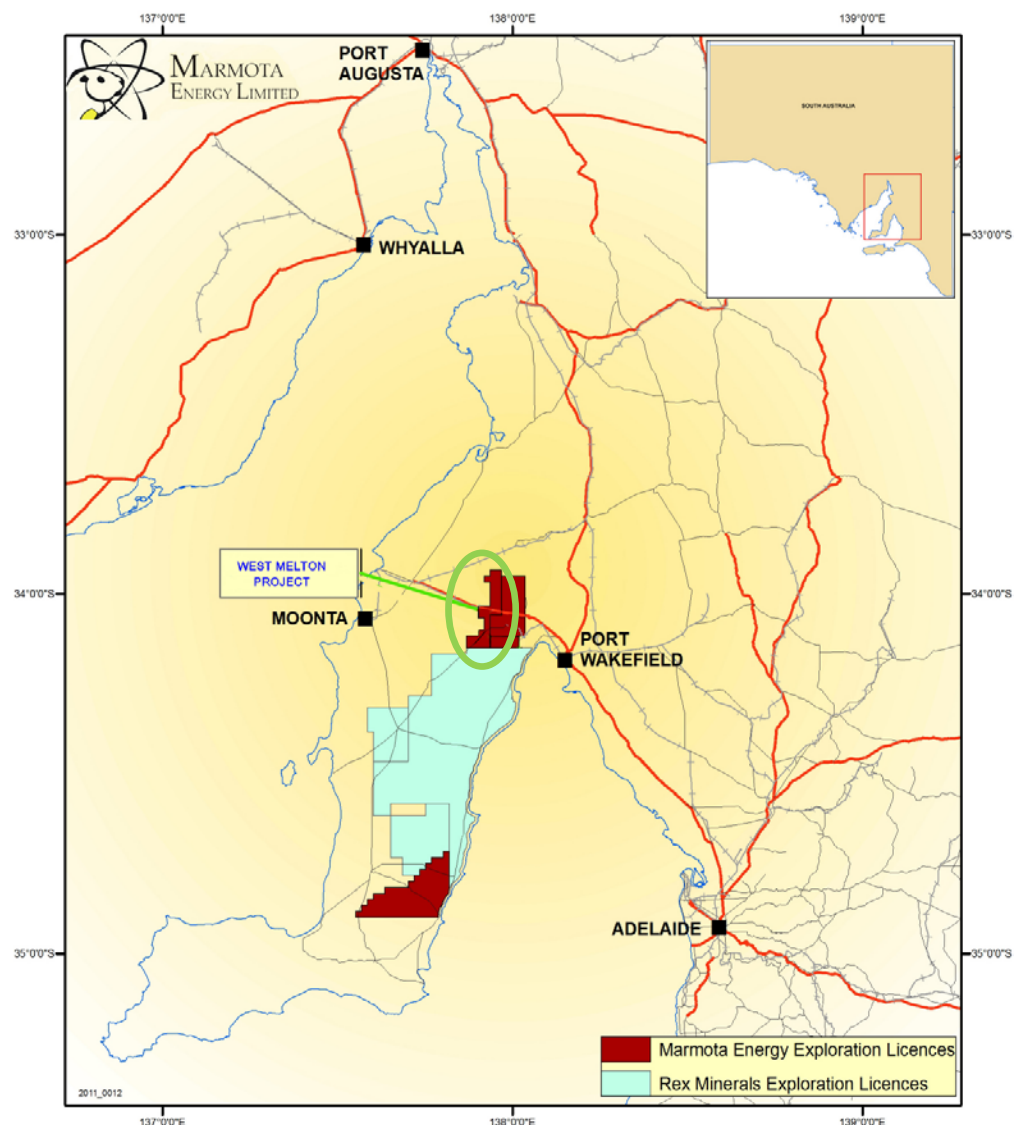 137°0'0"E
138°0'0"E
139°0'0"E
MARMOTA
ENERGY LIMITED
PORT
AUGUSTA
SOUTH AUSTRALIA
33°0'0"S
33°0'0"S
WHYALLA
WEST MELTON
PROJECT
34°0'0"S
34°0'0"S
MOONTA
PORT
WAKEFIELD
ADELAIDE
35°0'0"S
35°0'0"S
Marmota Energy Exploration Licences
Rex Minerals Exploration Licences
2011_0012
137°0'0"E
138°0'0"E
139°0'0"E